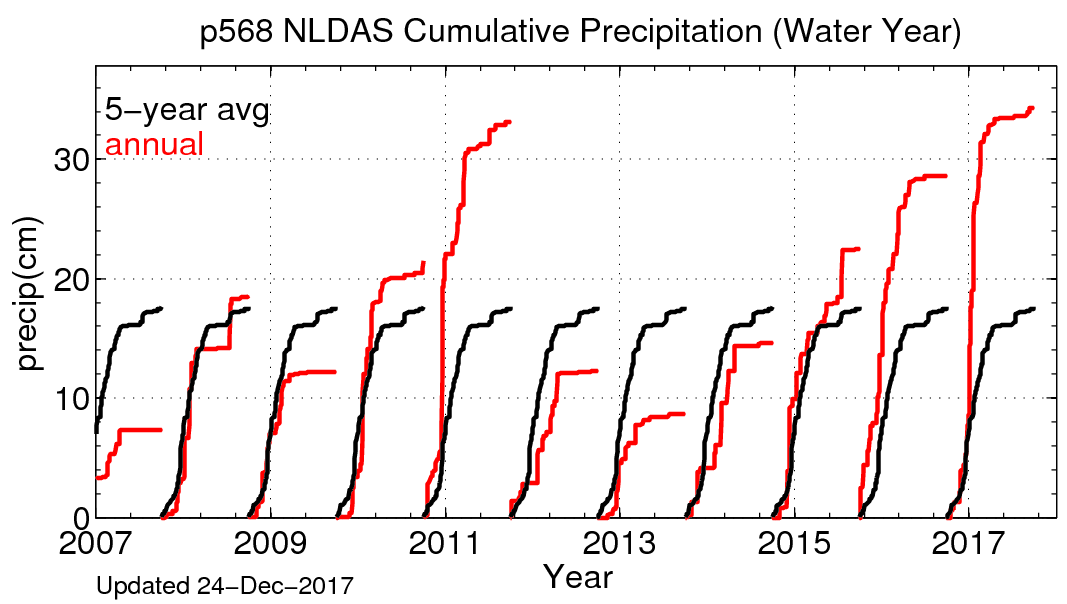 p568 NLDAS Cumulative Precipitation (Water Year)
5−year avg
annual
30
20
10
0
precip(cm)
2007 2009 2011 2013 2015 2017
Year
Updated 24−Dec−2017